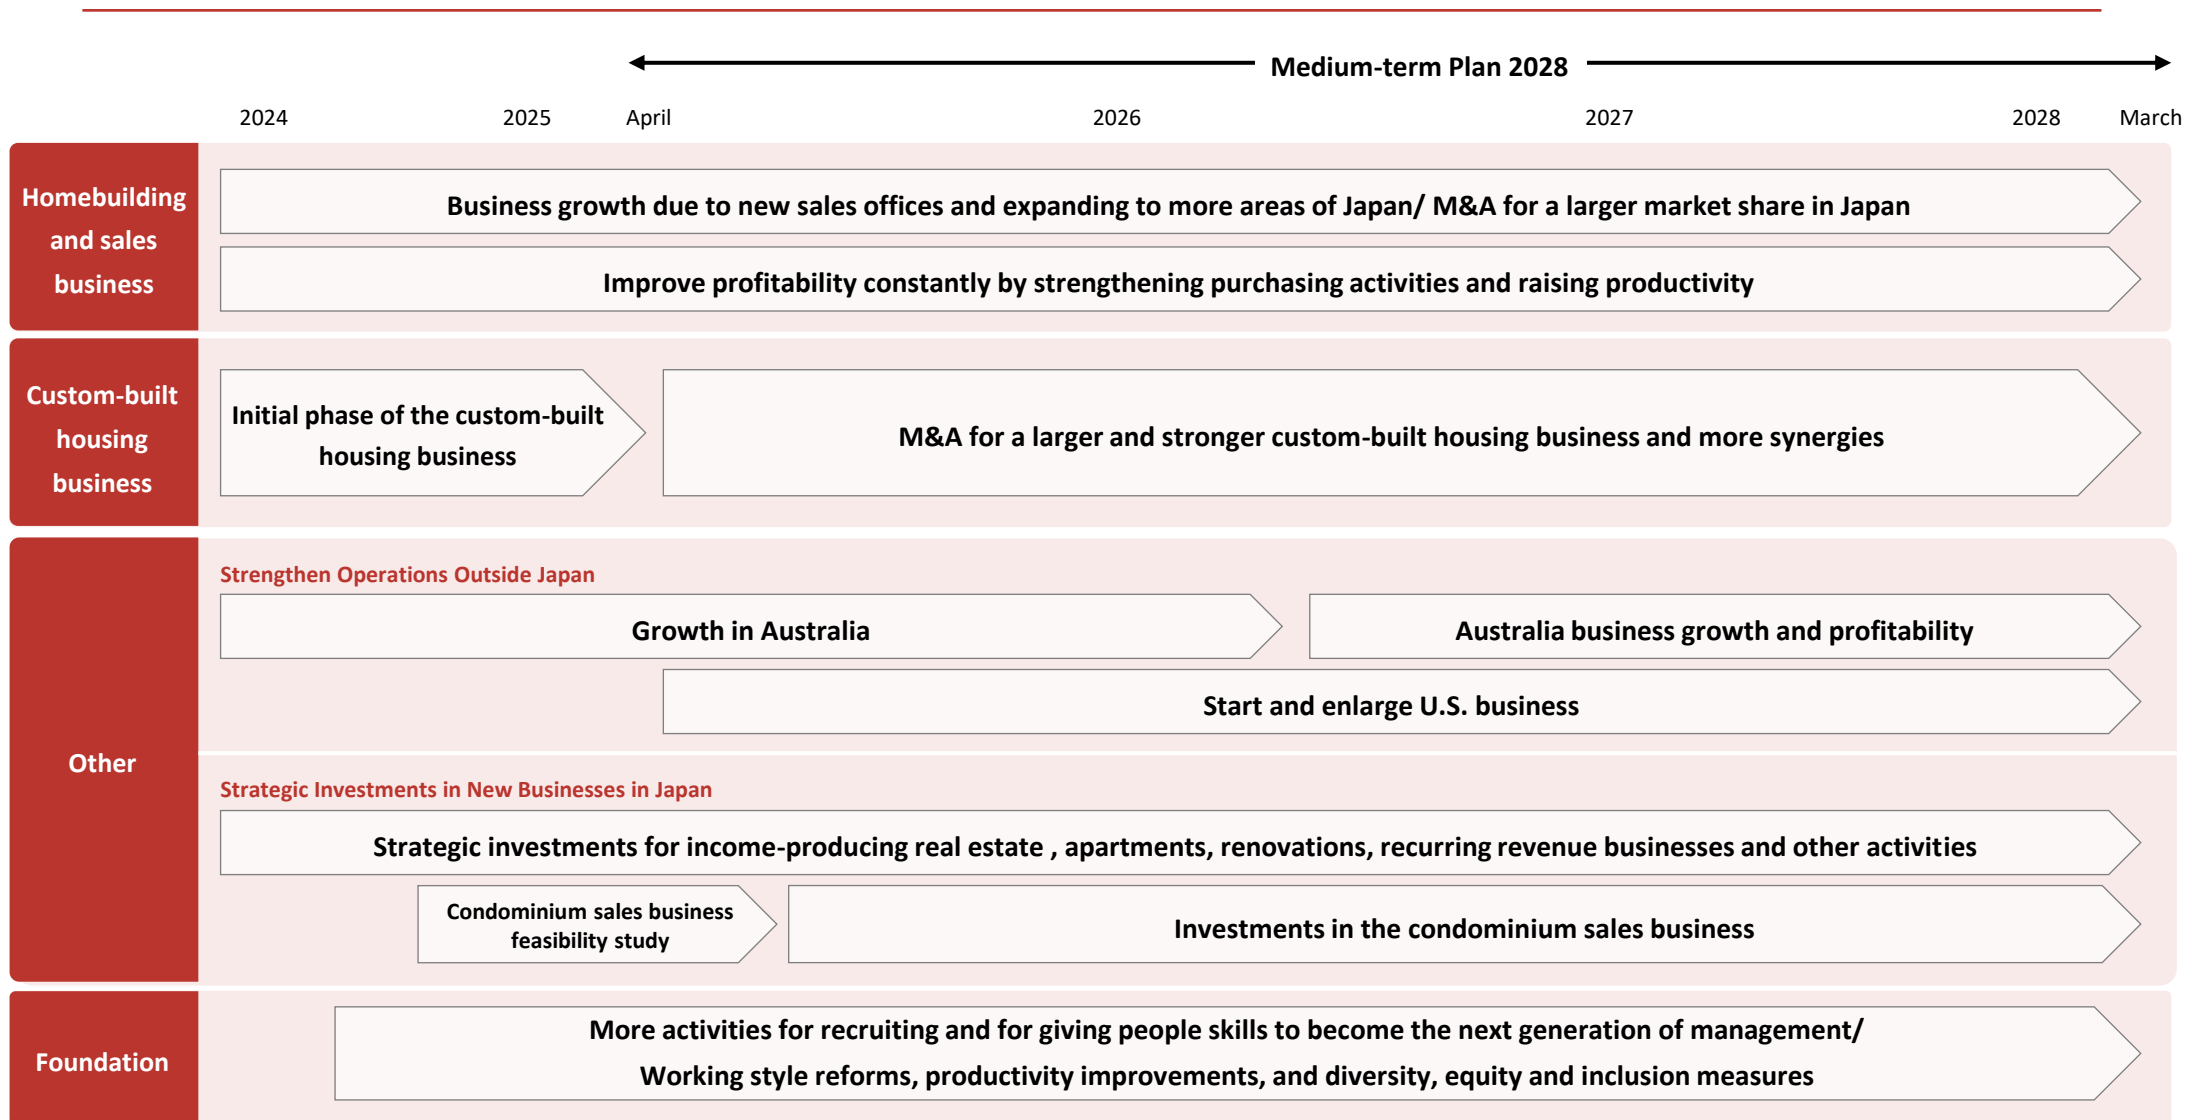 Medium-term Plan 2028
2024 2025 April 2026 2027 2028 March
Homebuilding
and sales
business
Business growth due to new sales offices and expanding to more areas of Japan/ M&A for a larger market share in Japan
Improve profitability constantly by strengthening purchasing activities and raising productivity
Custom-built
housing
business
Initial phase of the custom-built
housing business
M&A for a larger and stronger custom-built housing business and more synergies
Other
Strengthen Operations Outside Japan
Growth in Australia
Australia business growth and profitability
Start and enlarge U.S. business
Strategic Investments in New Businesses in Japan
Strategic investments for income-producing real estate , apartments, renovations, recurring revenue businesses and other activities
Condominium sales business
feasibility study
Investments in the condominium sales business
Foundation
More activities for recruiting and for giving people skills to become the next generation of management/
Working style reforms, productivity improvements, and diversity, equity and inclusion measures